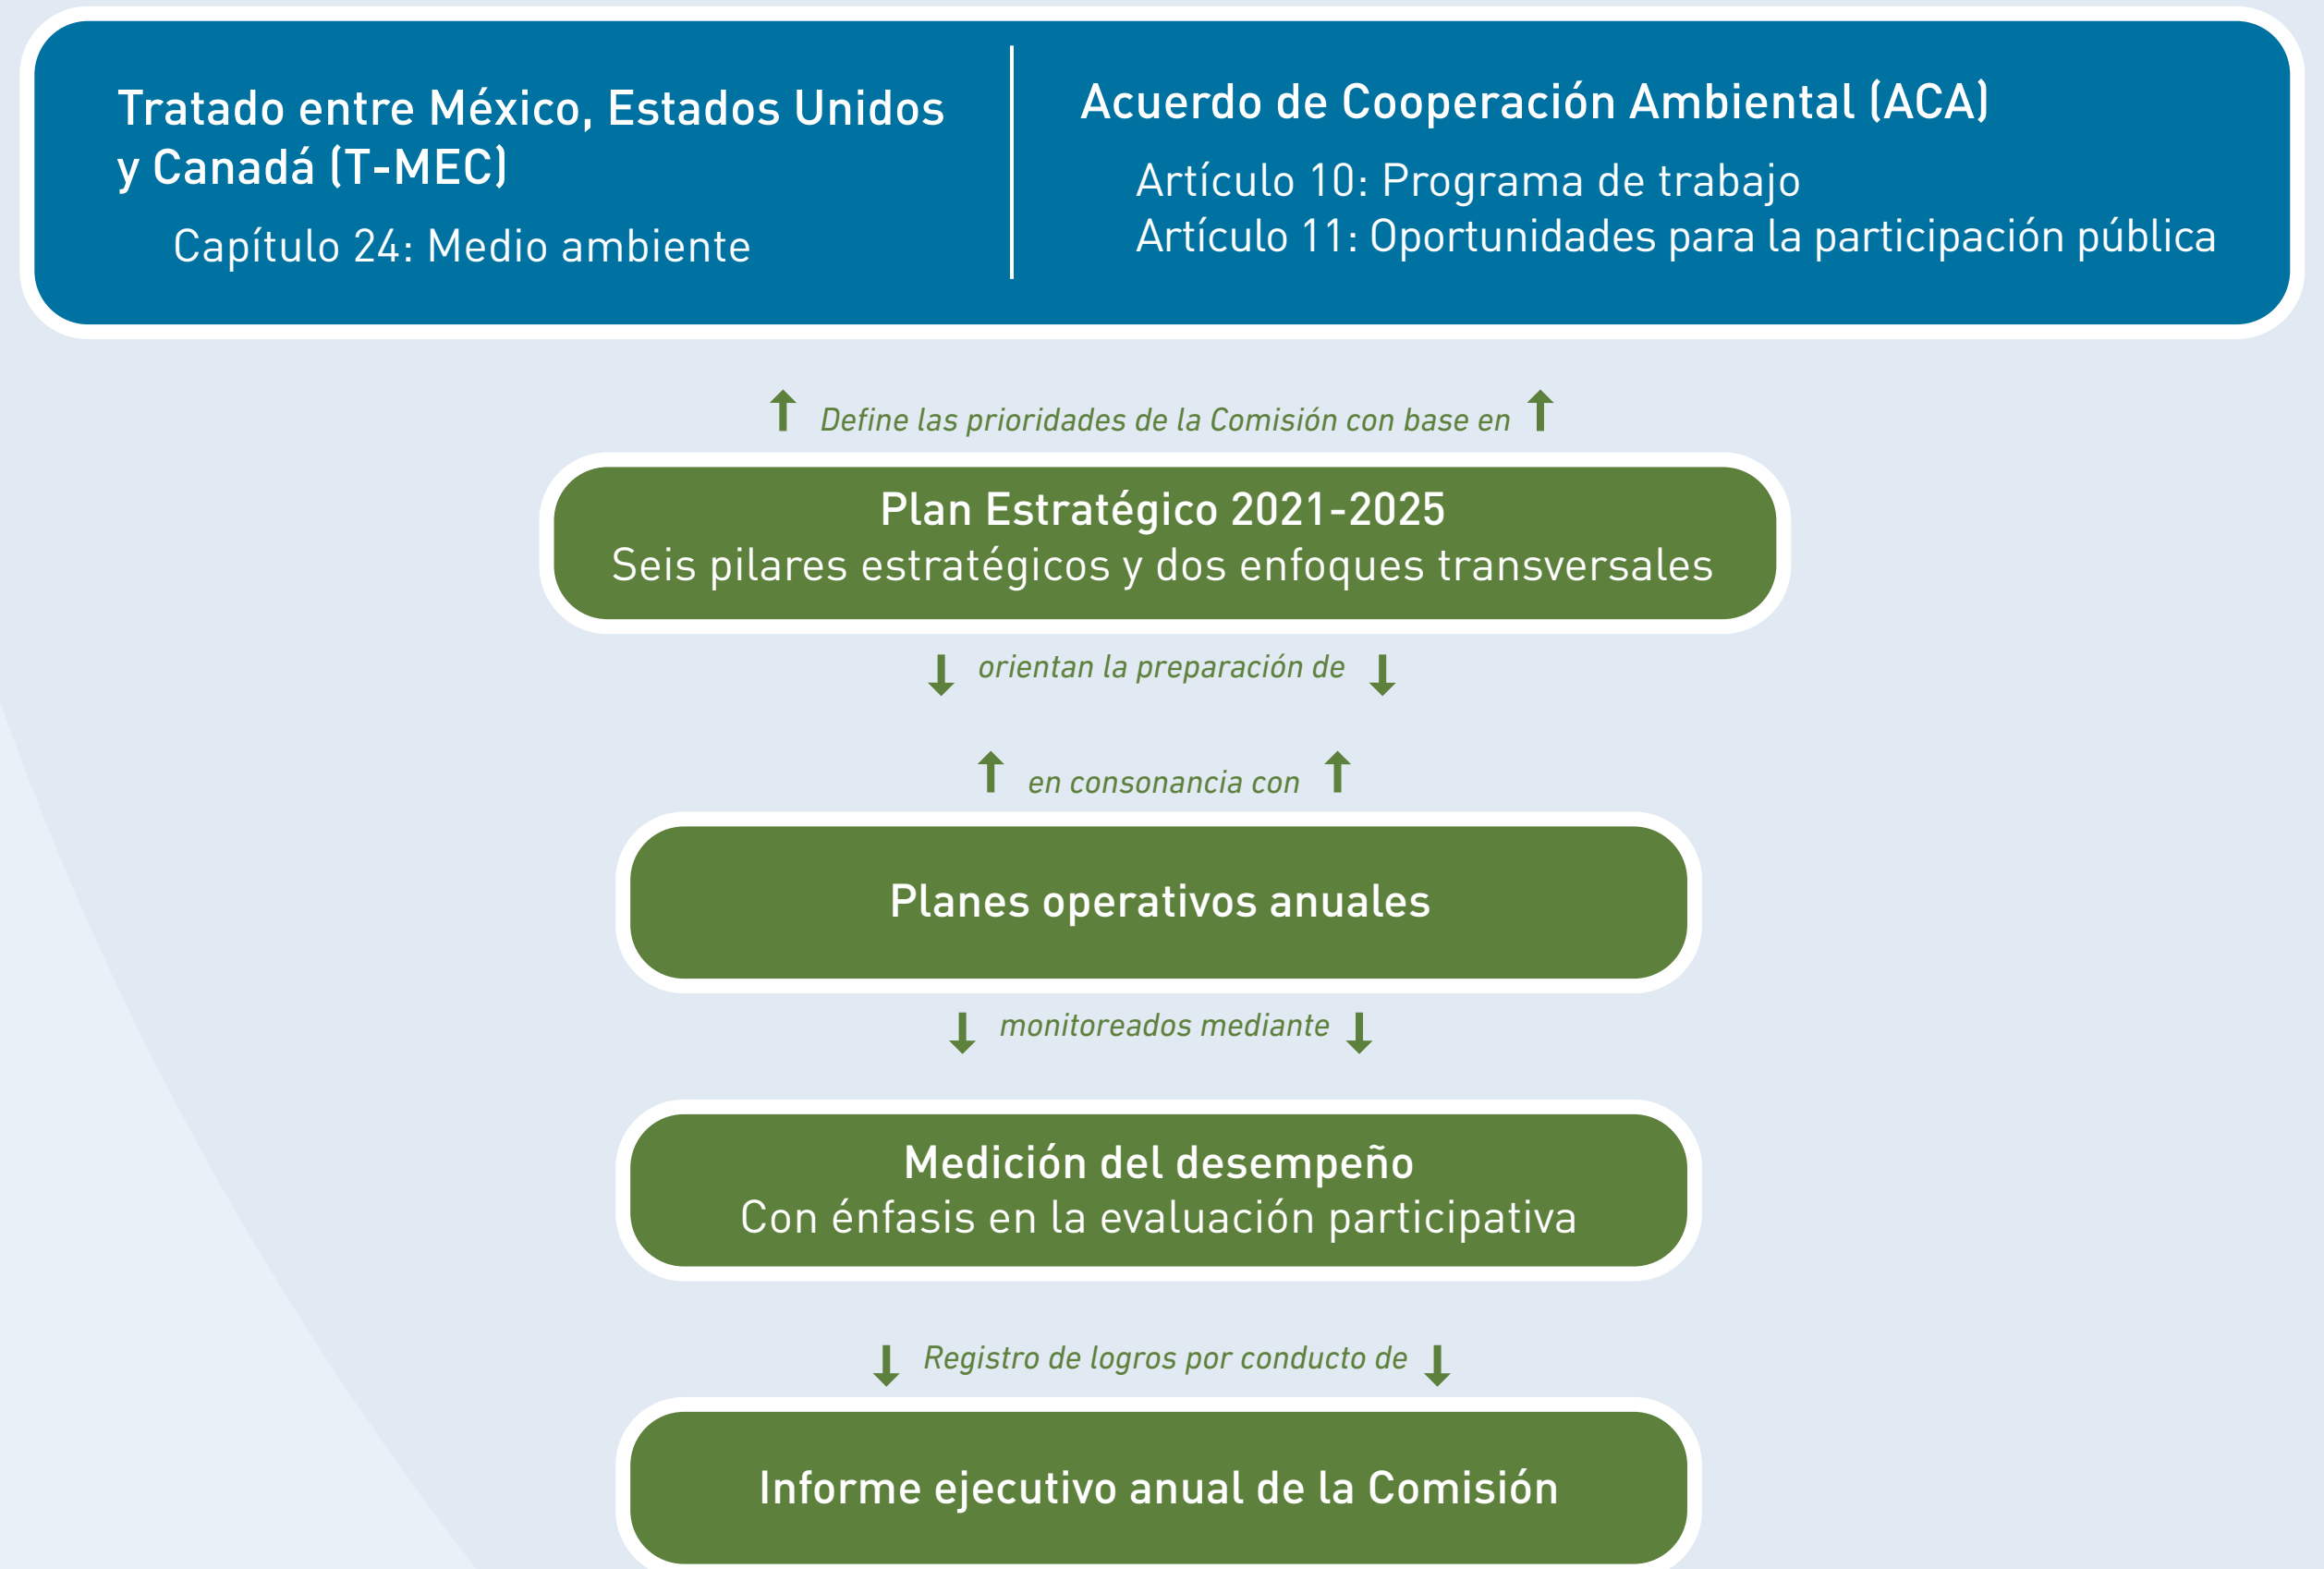 Tratado entre México, Estados Unidos
y Canadá (T-MEC)
Capítulo 24: Medio ambiente
Acuerdo de Cooperación Ambiental (ACA)
Artículo 10: Programa de trabajo
Artículo 11: Oportunidades para la participación pública
Define las prioridades de la Comisión con base en
Plan Estratégico 2021-2025
Seis pilares estratégicos y dos enfoques transversales
orientan la preparación de
en consonancia con
Planes operativos anuales
monitoreados mediante
Medición del desempeño
Con énfasis en la evaluación participativa
Registro de logros por conducto de
Informe ejecutivo anual de la Comisión